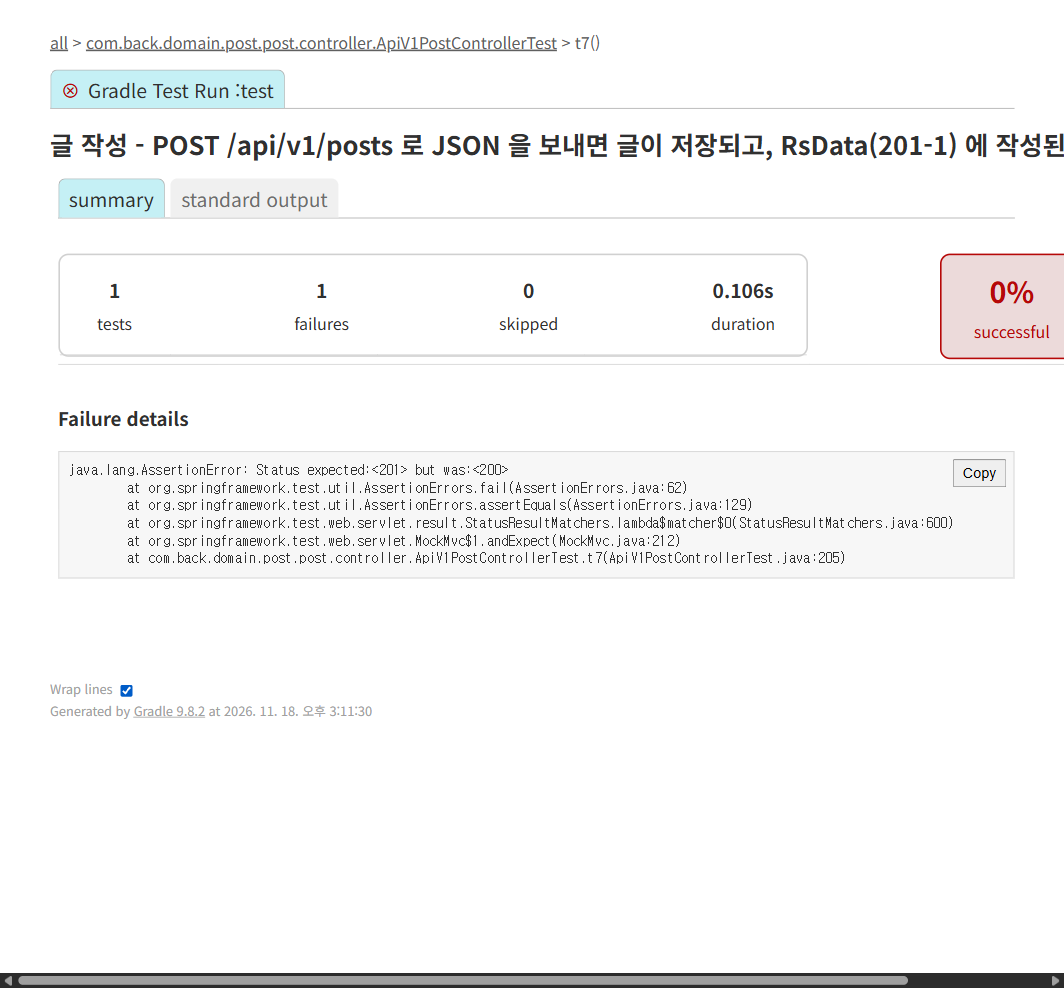 all > com.back.domain.post.post.controller.ApiV1PostControllerTest > t7()
Gradle Test Run :test
글 작성 - POST /api/v1/posts 로 JSON 을 보내면 글이 저장되고, RsData(201-1) 에 작성된
summary
standard output
1
tests
1
failures
0
skipped
0.106s
duration
0%
successful
Failure details
Copy
java.lang.AssertionError: Status expected:<201> but was:<200>
at org.springframework.test.util.AssertionErrors.fail(AssertionErrors.java:62)
at org.springframework.test.util.AssertionErrors.assertEquals(AssertionErrors.java:129)
at org.springframework.test.web.servlet.result.StatusResultMatchers.lambda$matcher$0(StatusResultMatchers.java:600)
at org.springframework.test.web.servlet.MockMvc$1.andExpect(MockMvc.java:212)
at com.back.domain.post.post.controller.ApiV1PostControllerTest.t7(ApiV1PostControllerTest.java:205)
Wrap lines
Generated by Gradle 9.8.2 at 2026. 11. 18. 오후 3:11:30